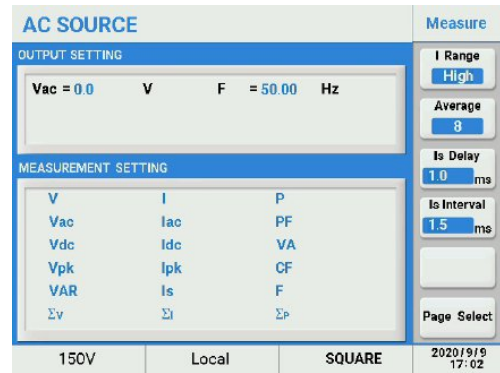 AC SOURCE
Measure
OUTPUT SETTING
Vac = 0.0 V F = 50.00 Hz
MEASUREMENT SETTING
V I P
Vac Iac PF
Vdc Idc VA
Vpk Ipk CF
VAR Is F
ΣV ΣI ΣP
I Range
High
Average
8
Is Delay
1.0 ms
Is Interval
1.5 ms
Page Select
150V Local SQUARE
2020/9/9
17:02